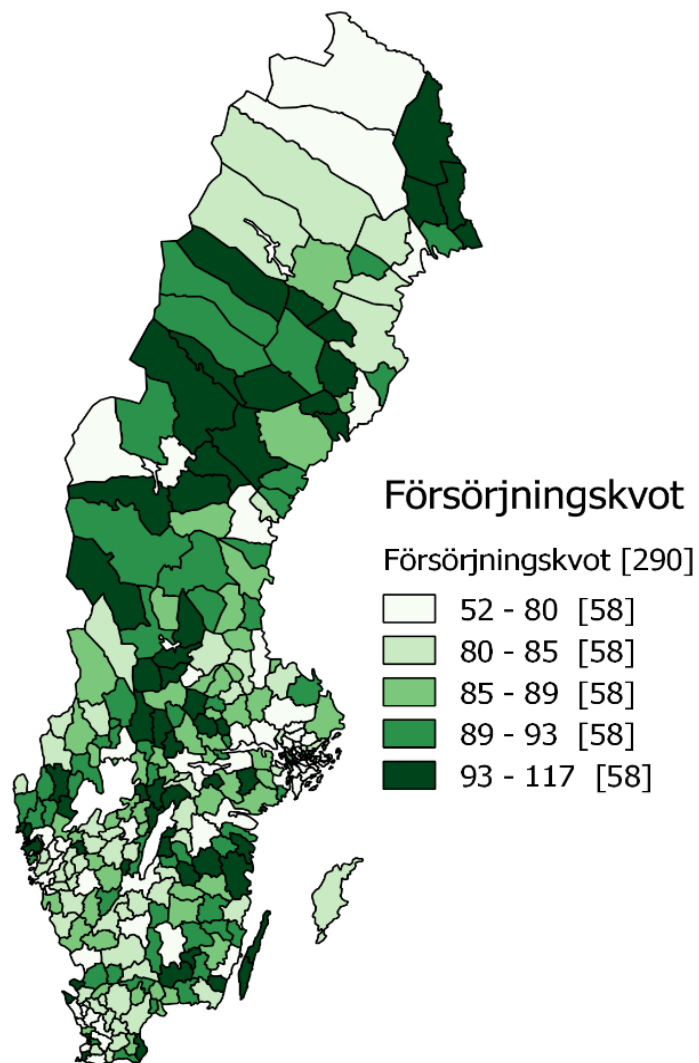 Försörjningskvot
Försörjningskvot [290]
52 - 80 [58]
80 - 85 [58]
85 - 89 [58]
89 - 93 [58]
93 - 117 [58]